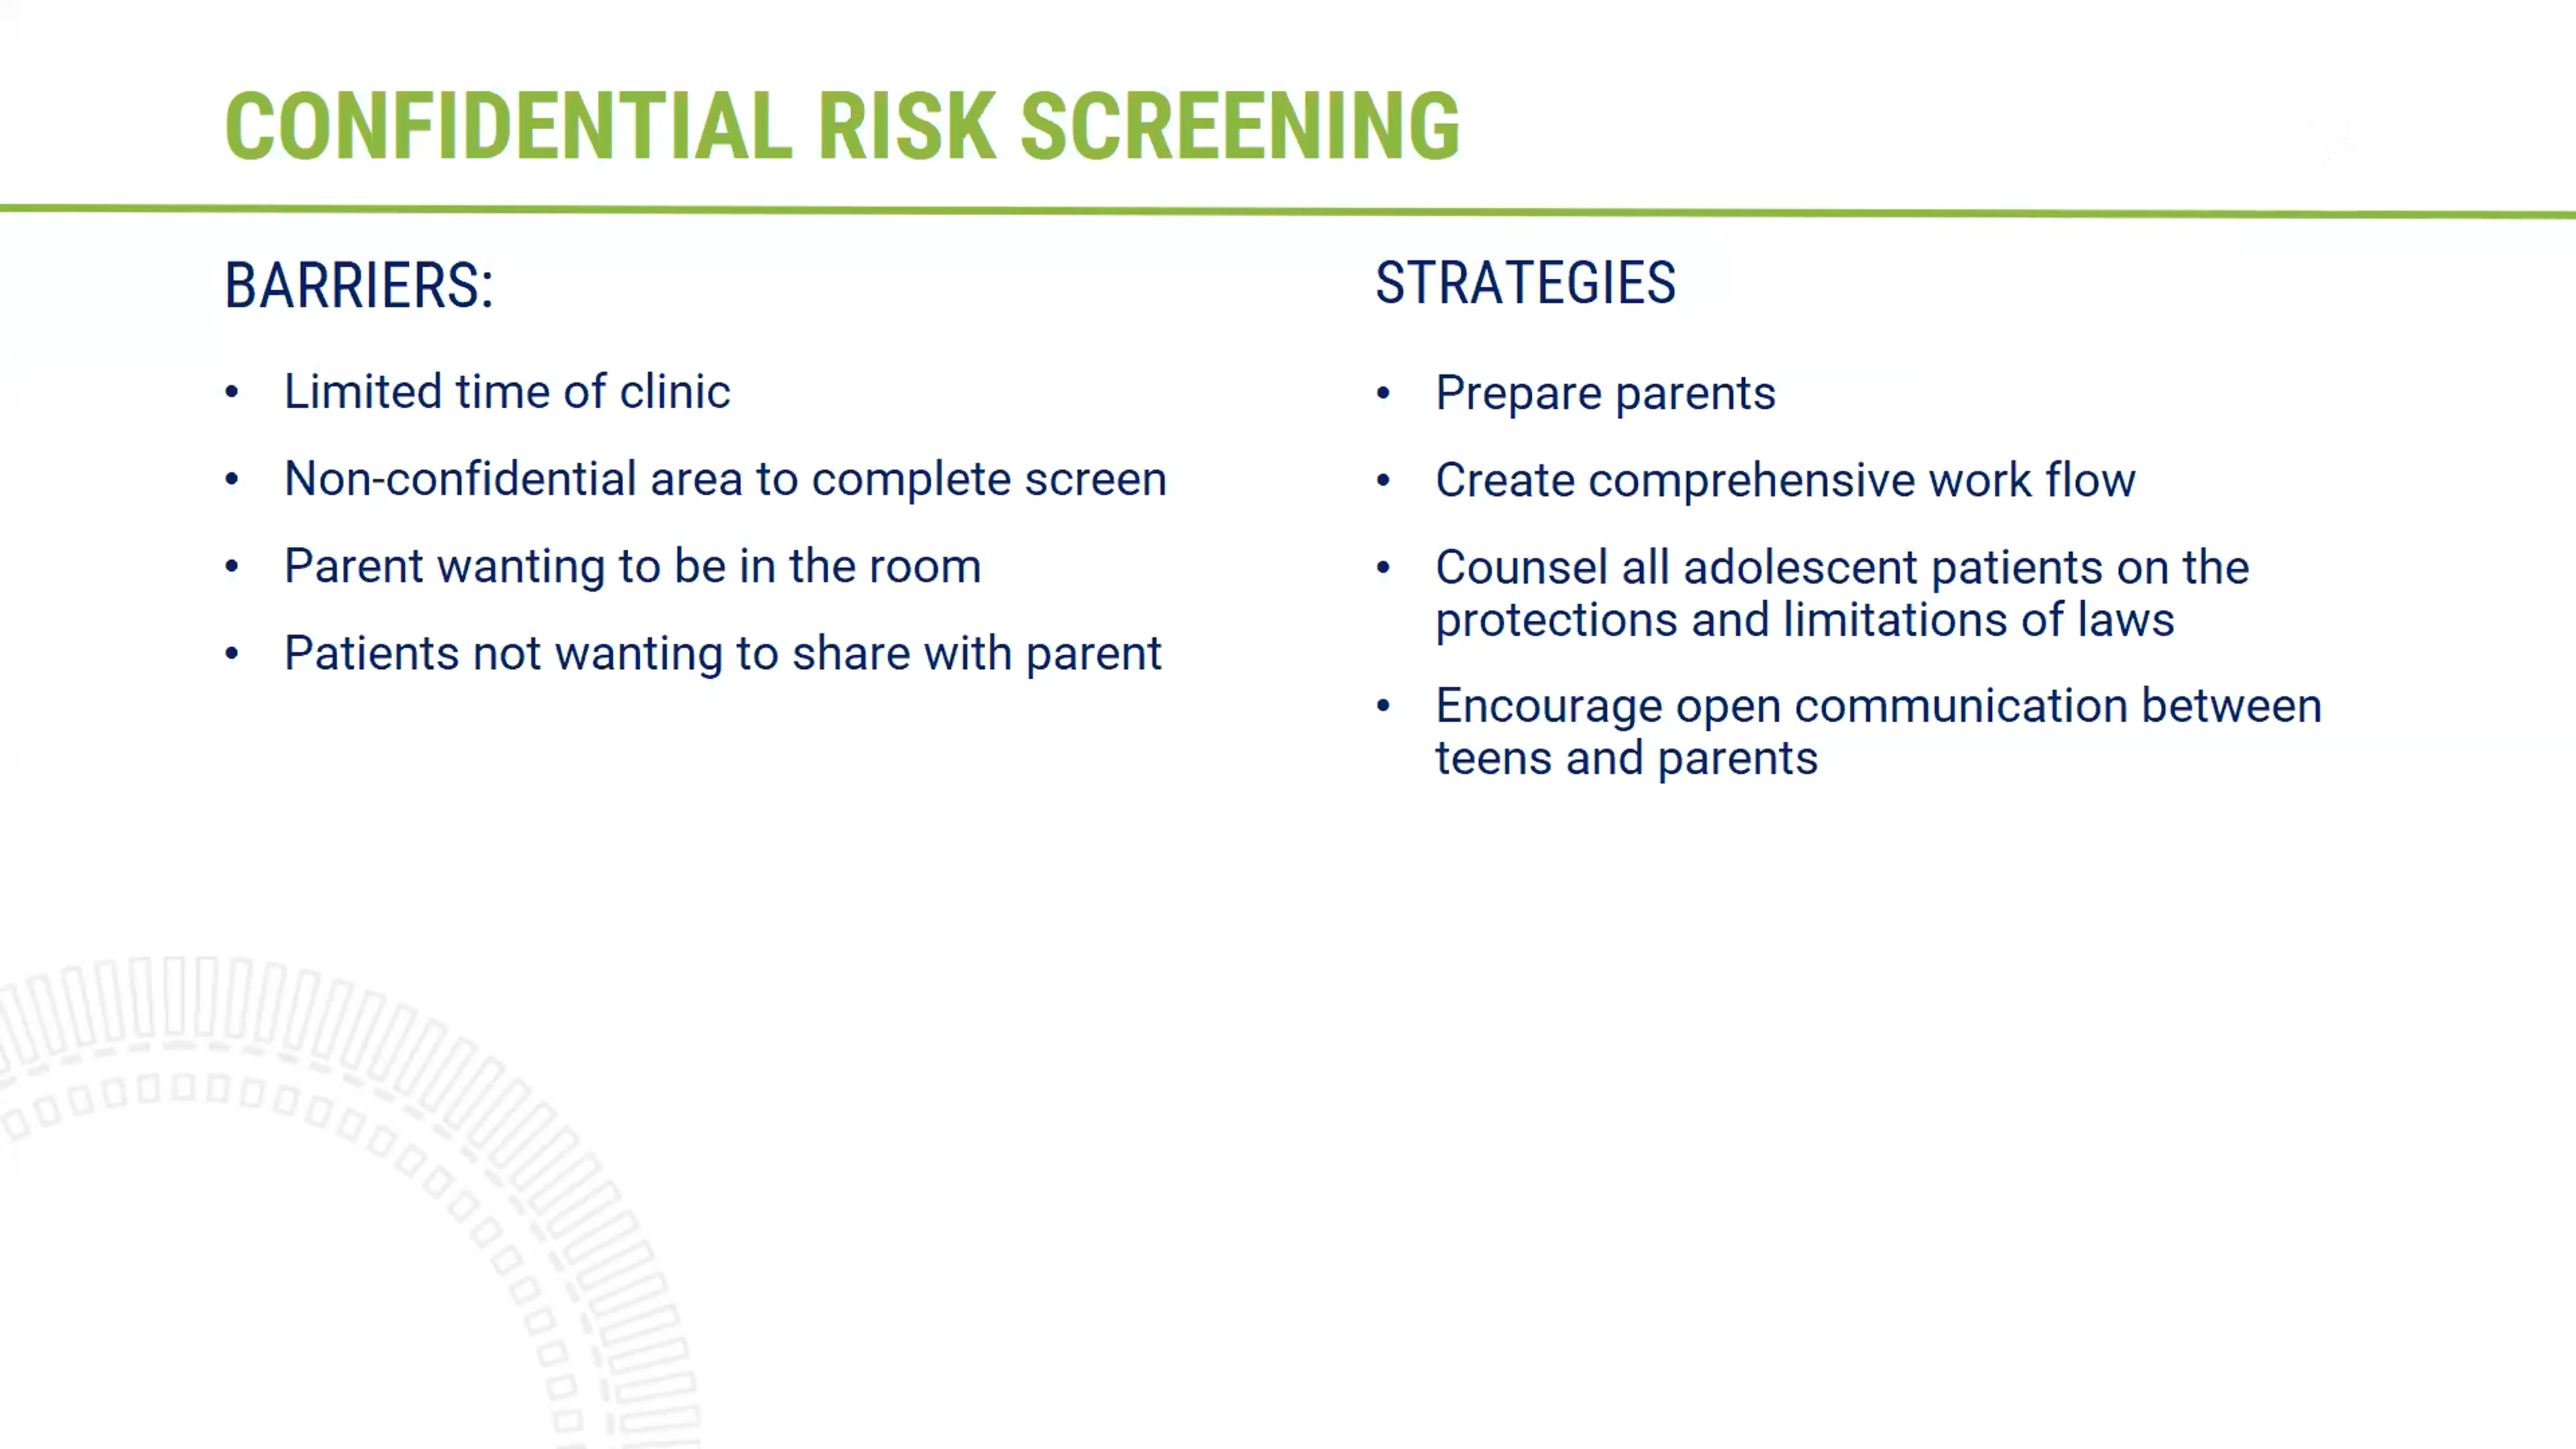 CONFIDENTIAL RISK SCREENING
BARRIERS:
• Limited time of clinic
• Non-confidential area to complete screen
• Parent wanting to be in the room
• Patients not wanting to share with parent
STRATEGIES
• Prepare parents
• Create comprehensive work flow
• Counsel all adolescent patients on the
protections and limitations of laws
• Encourage open communication between
teens and parents